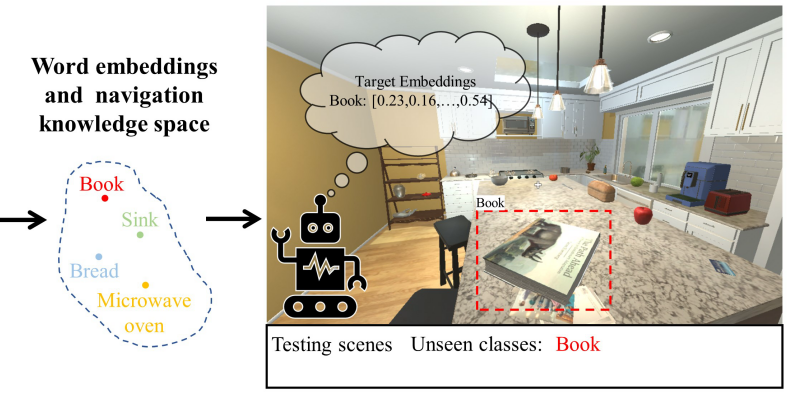 Word embeddings
and navigation
knowledge space
Book
Sink
Bread
Microwave
oven
Target Embeddings
Book: [0.23,0.16,…,0.54]
Book
Testing scenes Unseen classes: Book